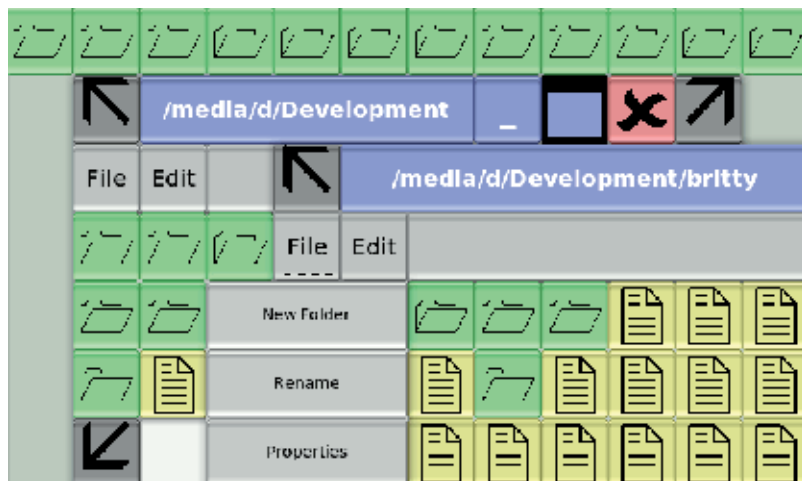 /media/d/Development _
File Edit /media/d/Development/britty
File Edit
New Folder
Rename
Properties